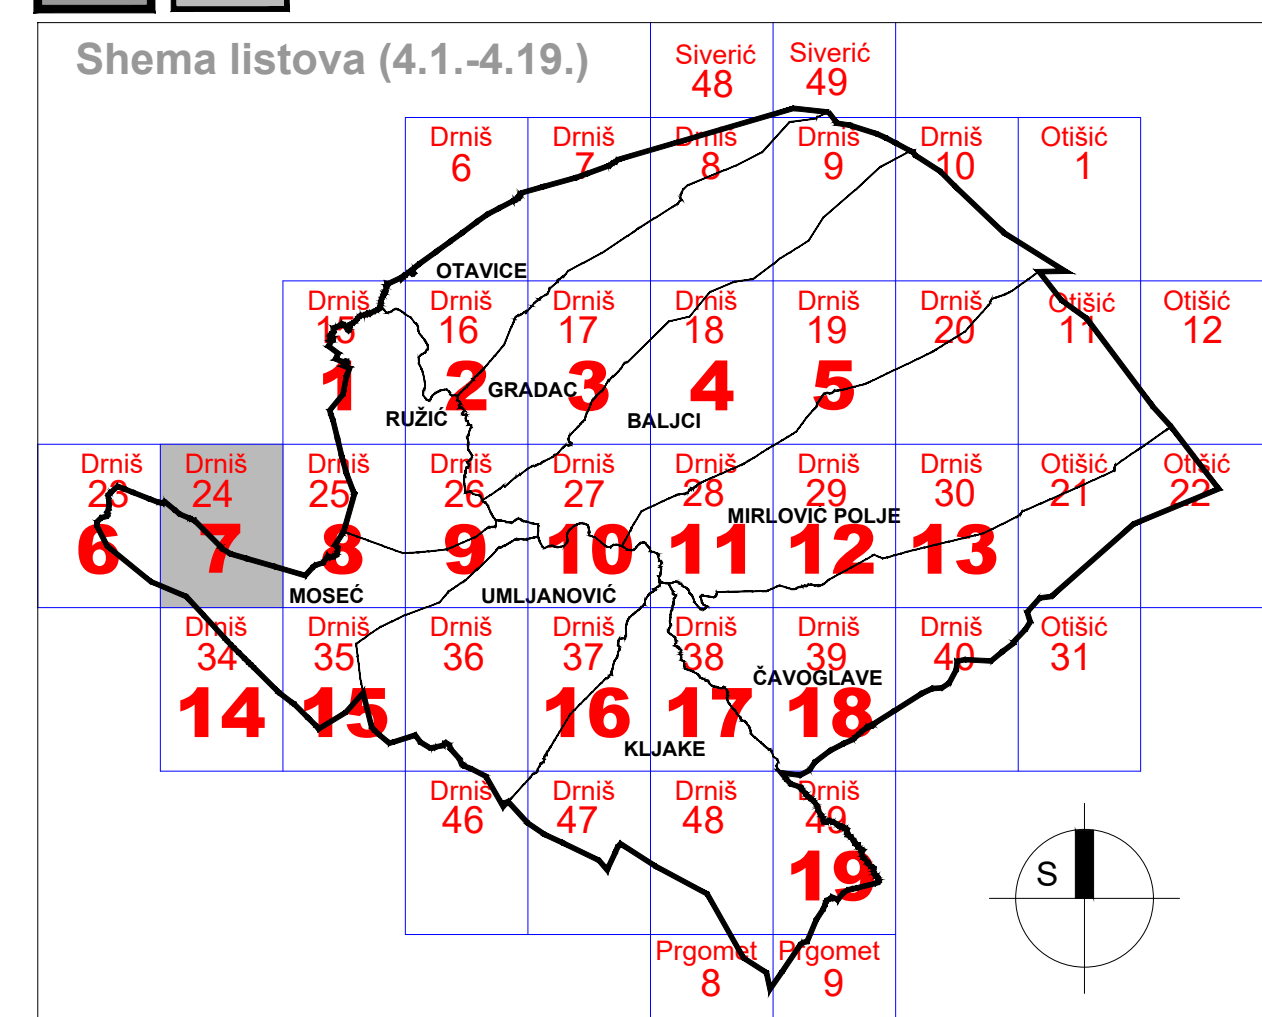 Shema listova (4.1.-4.19.)
Siverić
48
Siverić
49
Drniš
6
Drniš
7
Drniš
8
Drniš
9
Drniš
10
Otišić
1
OTAVICE
Drniš
15
1
Drniš
16
2
Drniš
17
3
Drniš
18
4
Drniš
19
5
Drniš
20
Otišić
11
Otišić
12
RUŽIĆ
GRADAC
BALJCI
Drniš
23
6
Drniš
24
7
Drniš
25
8
Drniš
26
9
Drniš
27
10
Drniš
28
11
Drniš
29
12
Drniš
30
13
Otišić
21
Otišić
22
MIRLOVIĆ POLJE
MOSEĆ
UMLJANOVIĆ
Drniš
34
14
Drniš
35
15
Drniš
36
Drniš
37
16
Drniš
38
17
Drniš
39
18
Drniš
40
Otišić
31
ČAVOGLAVE
KLJAKE
Drniš
46
Drniš
47
Drniš
48
Drniš
49
19
S
Prgomet
8
Prgomet
9